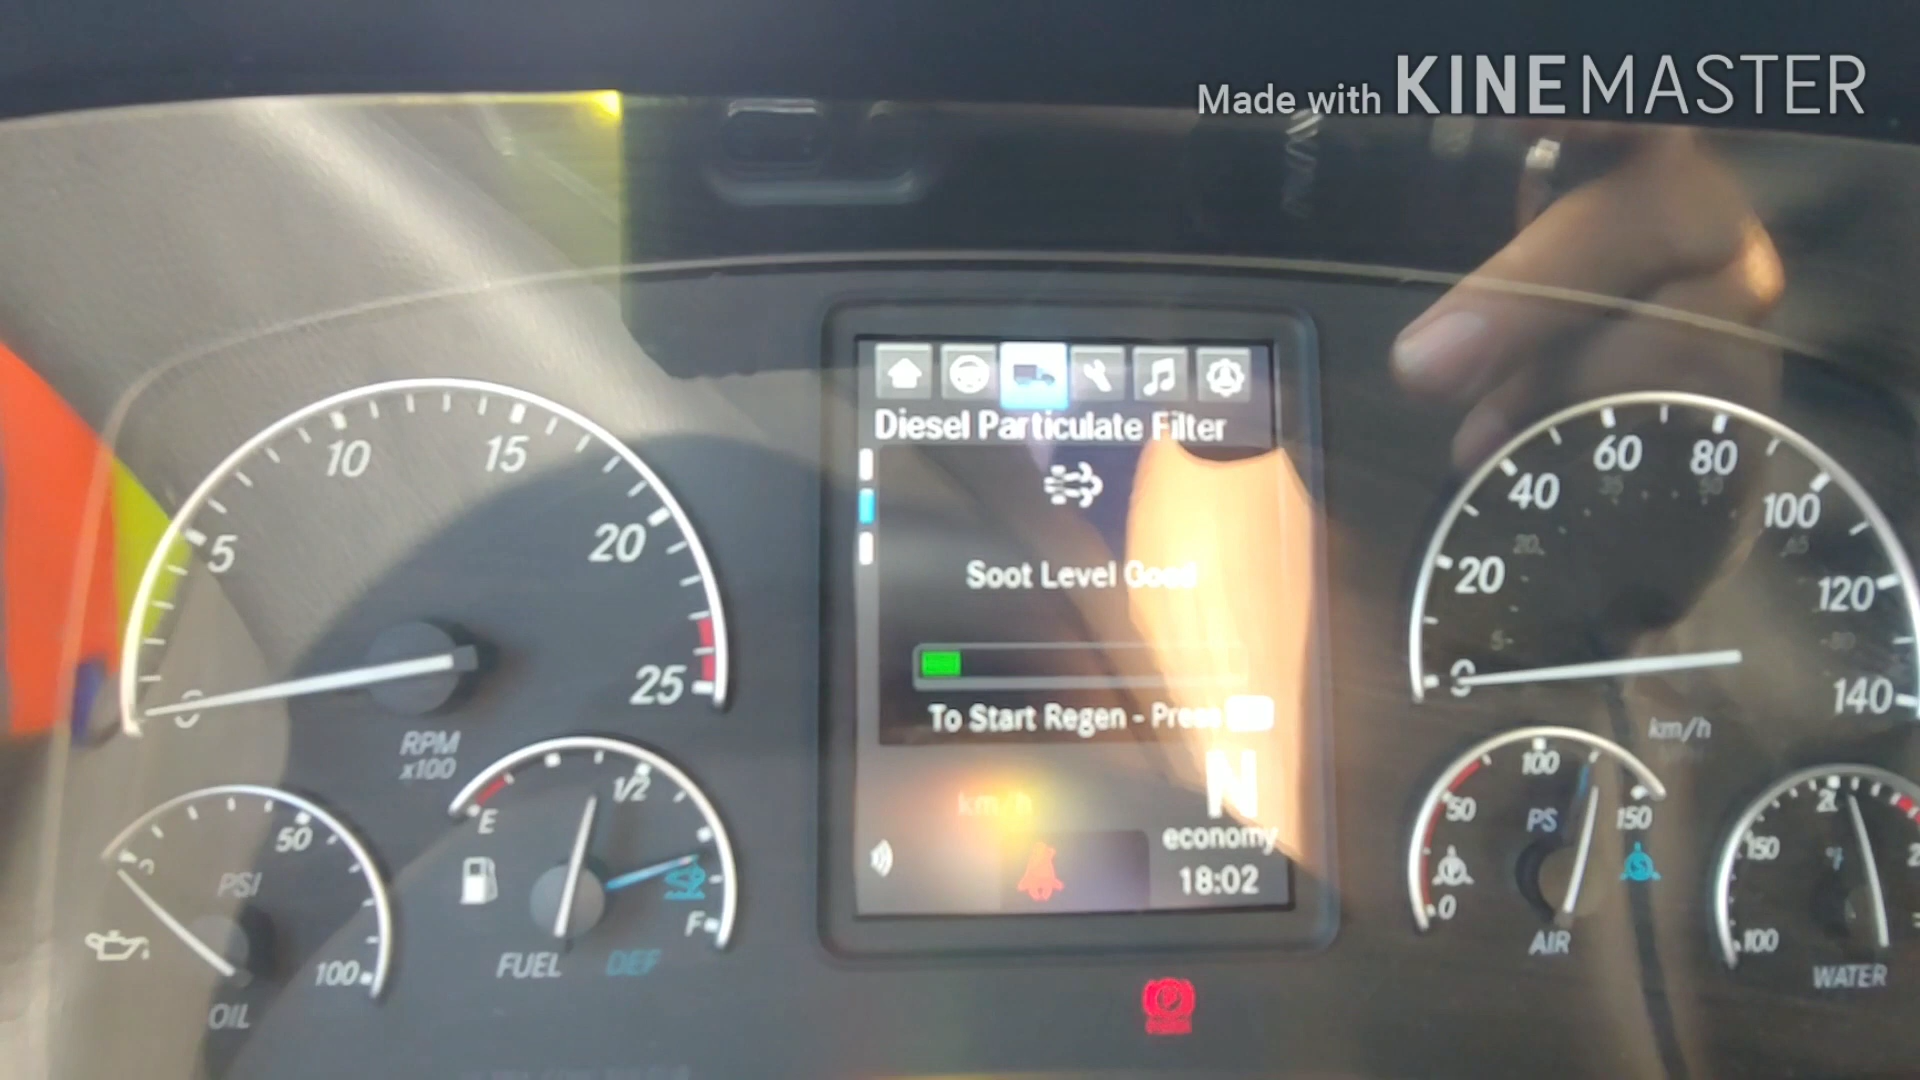 Made with KINEMASTER
Diesel Particulate Filter
Soot Level Good
To Start Regen - Press
N
km/h
economy
18:02
5
10
15
20
25
RPM
x100
0
50
100
PSI
OIL
E
1/2
F
FUEL
DEF
0
20
40
60
80
100
120
140
km/h
0
50
100
150
AIR
100
150
°F
WATER